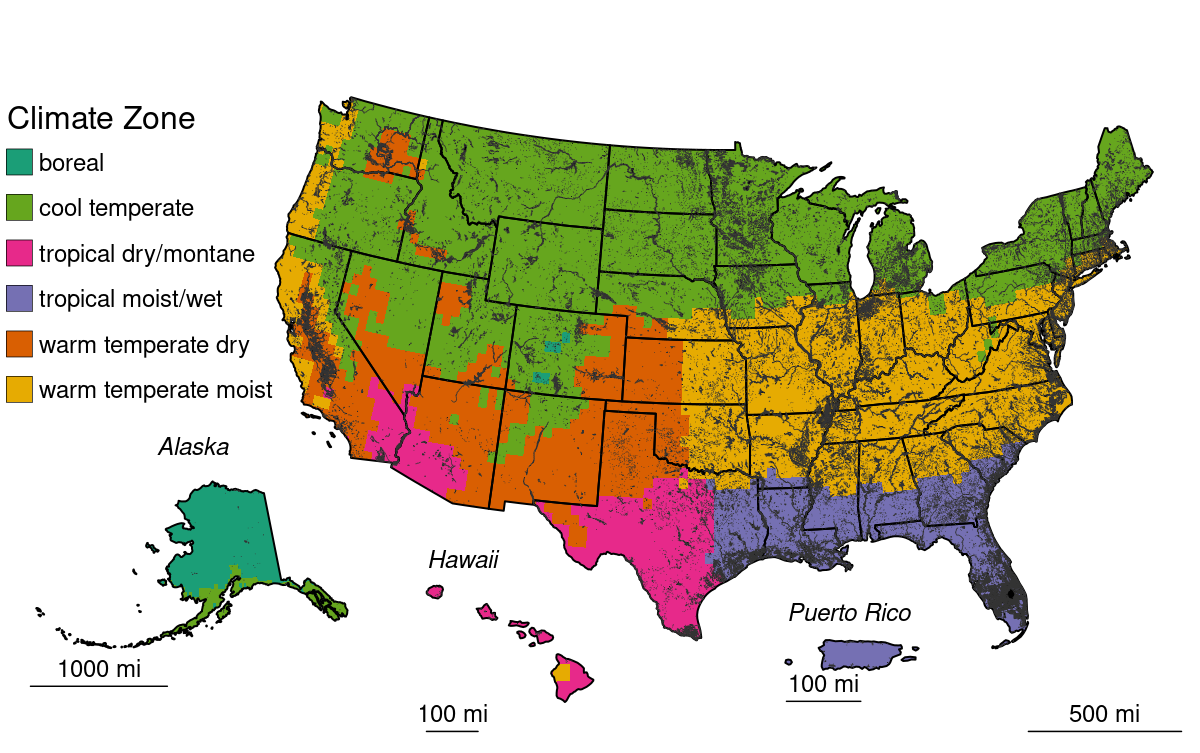 Climate Zone
boreal
cool temperate
tropical dry/montane
tropical moist/wet
warm temperate dry
warm temperate moist
Alaska
1000 mi
Hawaii
100 mi
Puerto Rico
100 mi
500 mi